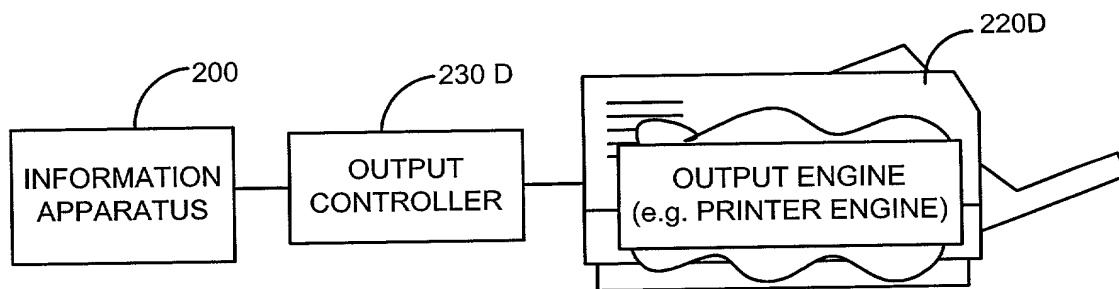 220D
200
230 D
INFORMATION
APPARATUS
OUTPUT
CONTROLLER
OUTPUT ENGINE
(e.g. PRINTER ENGINE)